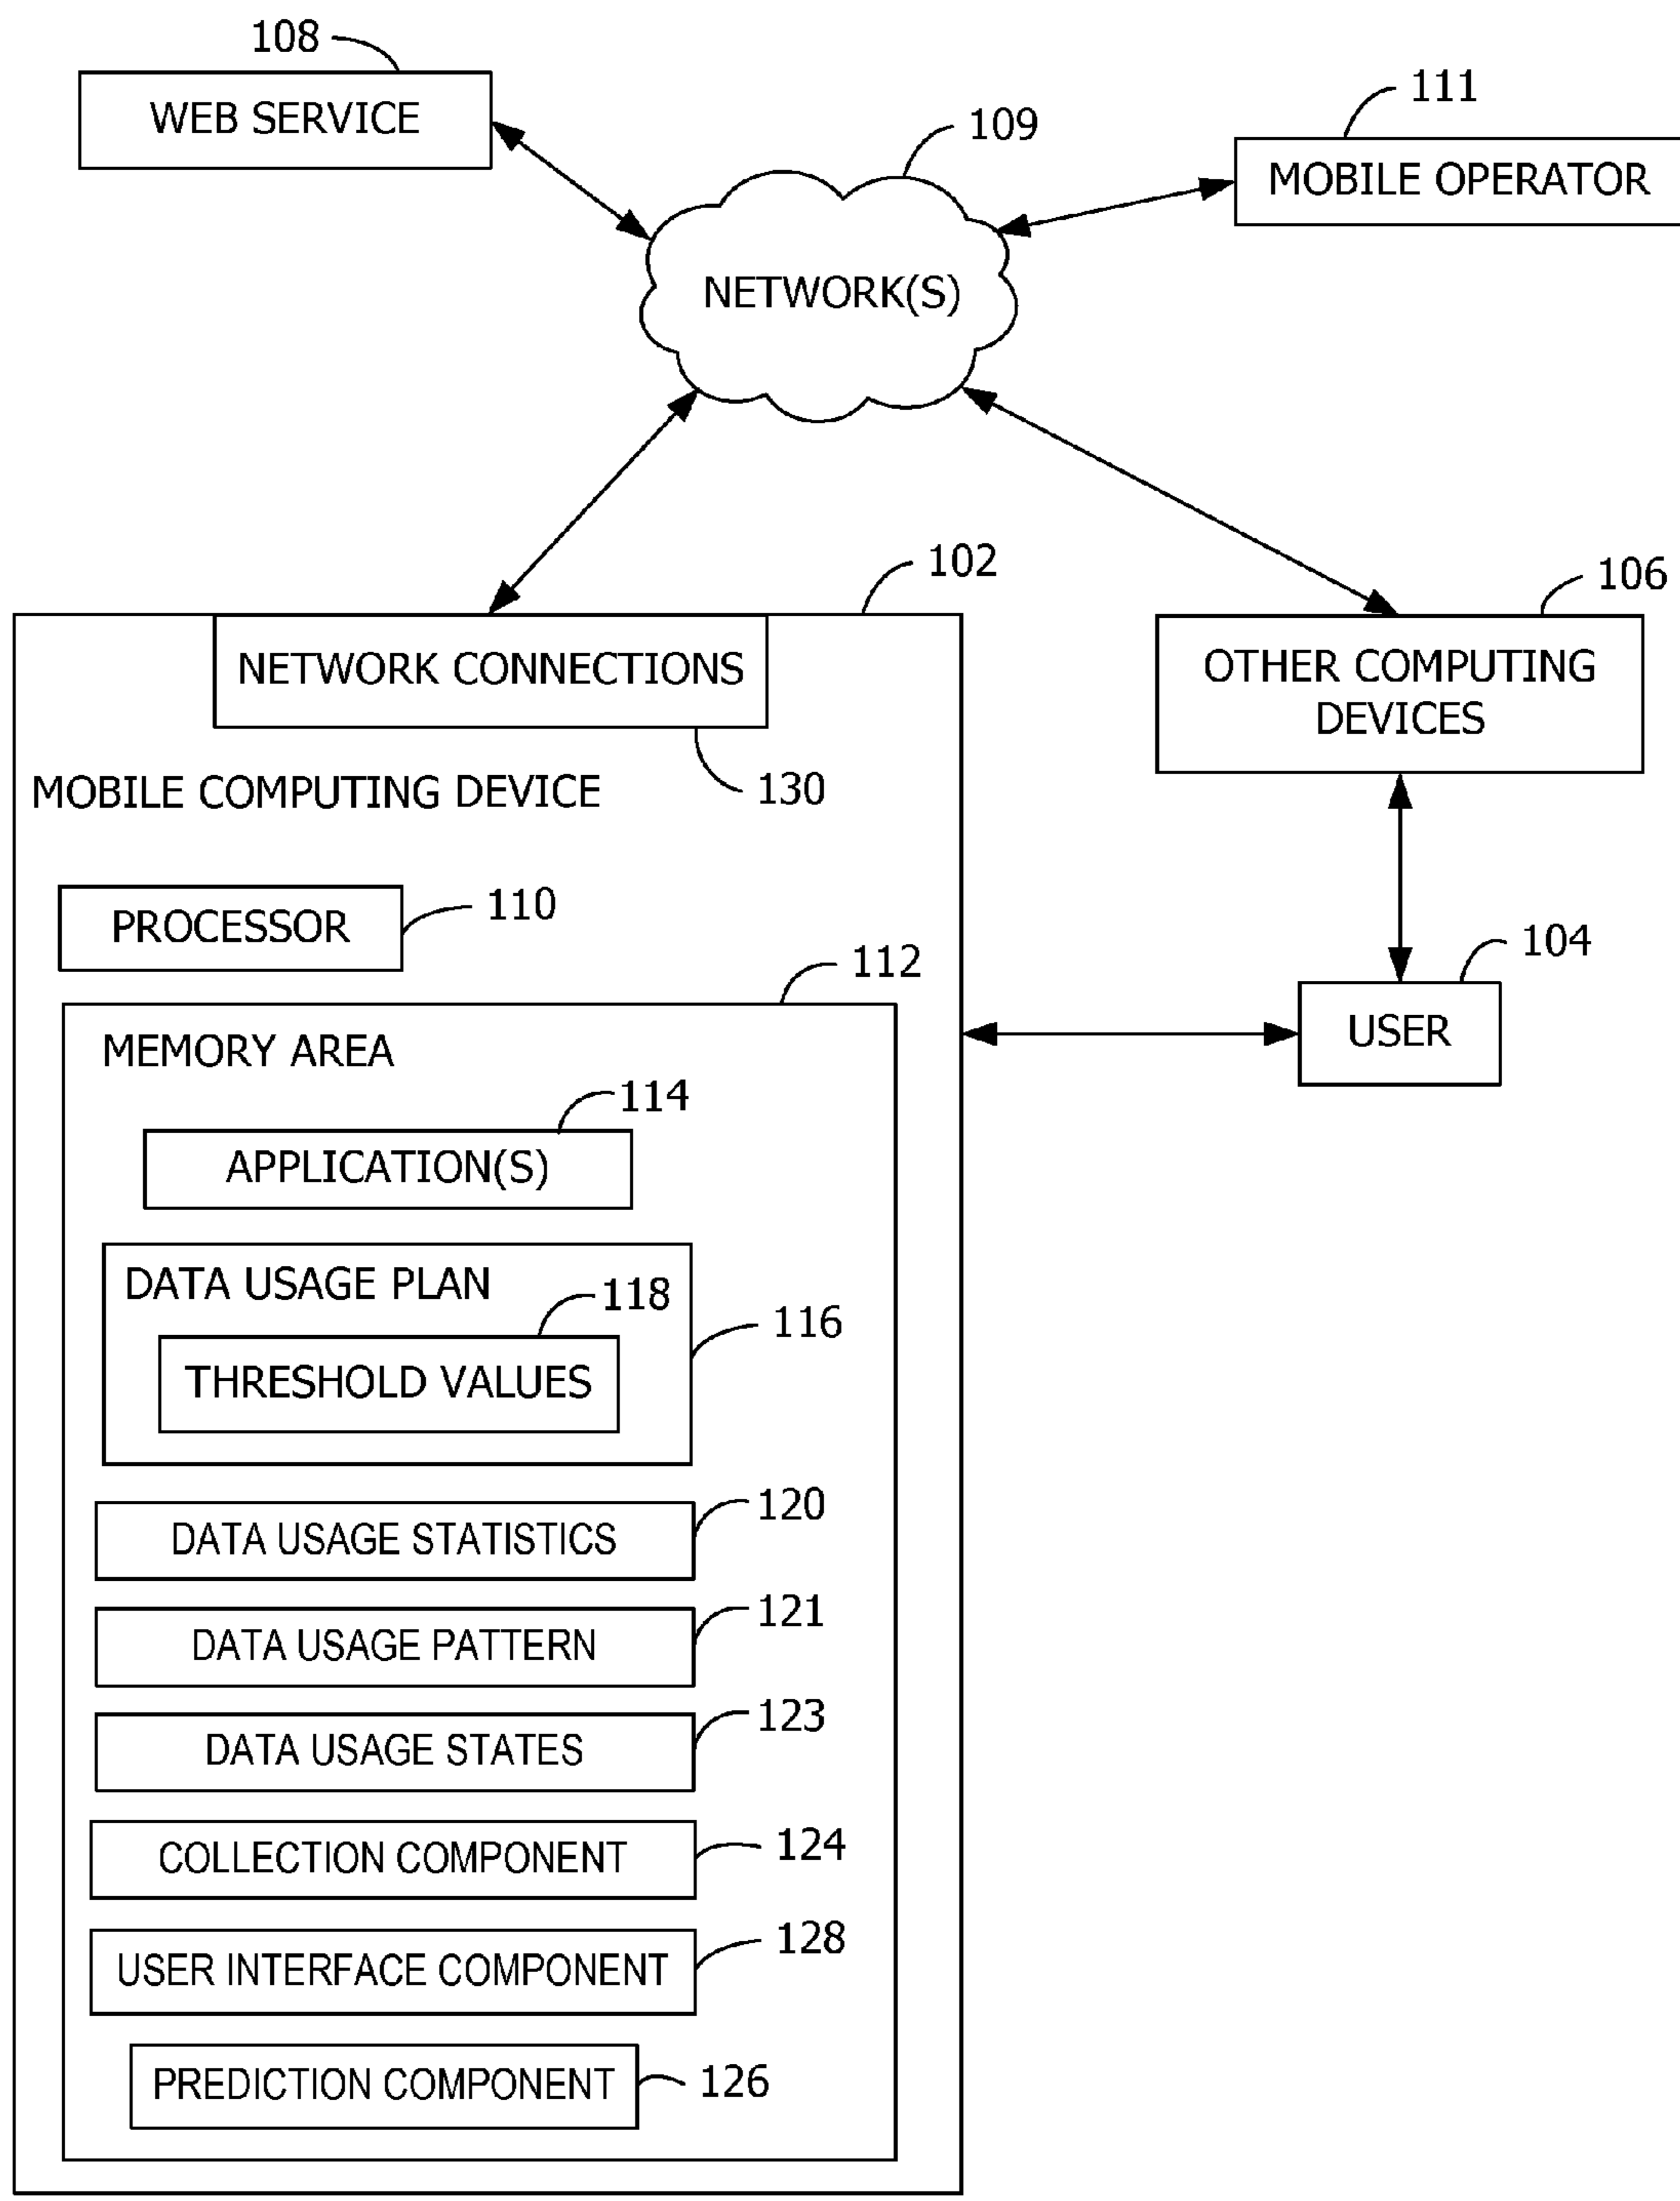 108
WEB SERVICE
111
MOBILE OPERATOR
109
NETWORK(S)
102
106
NETWORK CONNECTIONS
OTHER COMPUTING
DEVICES
130
MOBILE COMPUTING DEVICE
PROCESSOR
110
104
USER
112
MEMORY AREA
114
APPLICATION(S)
DATA USAGE PLAN
118
116
THRESHOLD VALUES
120
DATA USAGE STATISTICS
121
DATA USAGE PATTERN
123
DATA USAGE STATES
124
COLLECTION COMPONENT
128
USER INTERFACE COMPONENT
126
PREDICTION COMPONENT